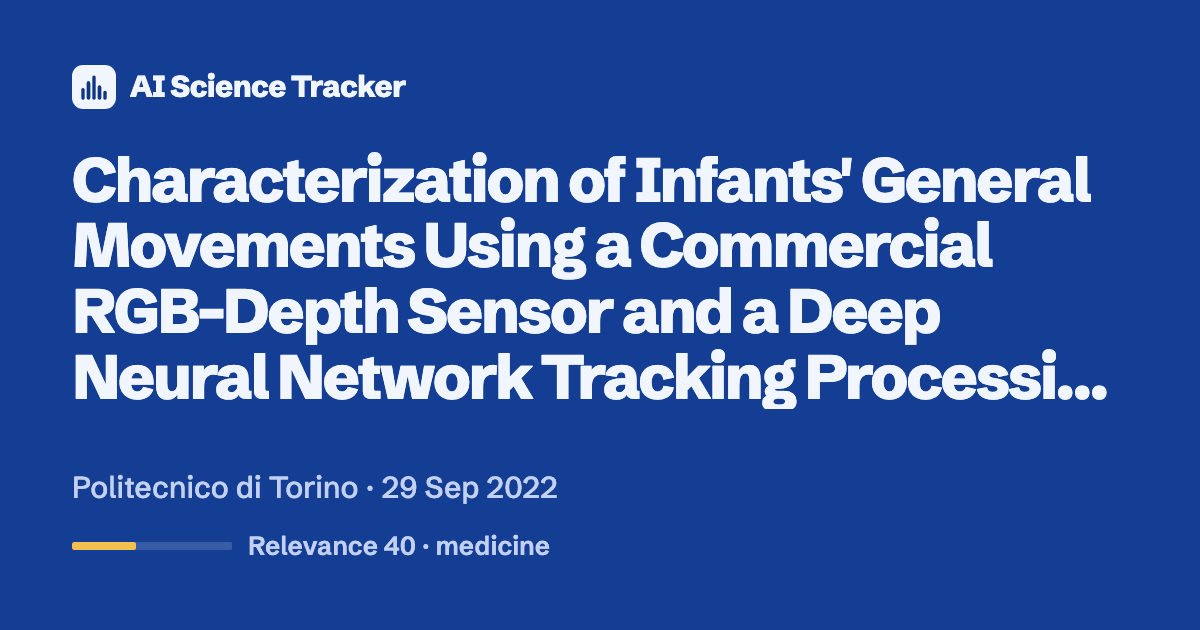 AI Science Tracker
Characterization of Infants' General
Movements Using a Commercial
RGB-Depth Sensor and a Deep
Neural Network Tracking Processi...
Politecnico di Torino · 29 Sep 2022
Relevance 40 · medicine